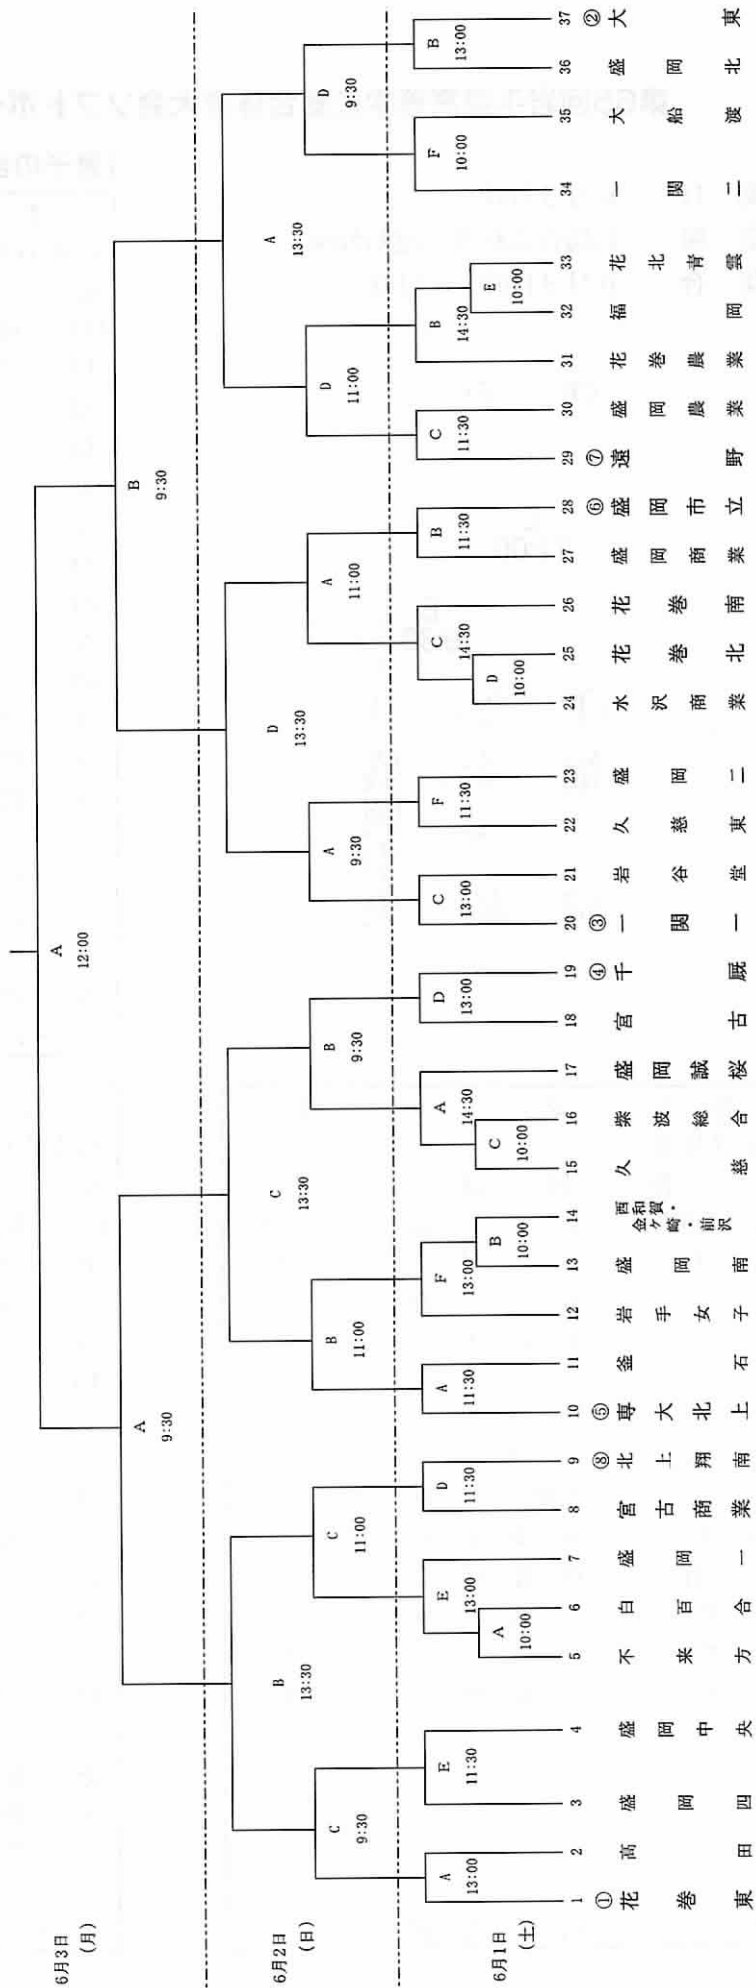 6月3日
(月)
6月2日
(日)
6月1日
(土)
A
12:00
A
9:30
B
9:30
B
13:30
C
13:30
D
13:30
A
13:30
C
9:30
C
11:00
B
11:00
B
9:30
A
9:30
A
11:00
D
11:00
D
9:30
A
13:00
E
11:30
E
13:00
A
10:00
D
11:30
A
11:30
F
13:00
B
10:00
A
14:30
C
10:00
D
13:00
C
13:00
F
11:30
C
14:30
D
10:00
B
11:30
C
11:30
B
14:30
E
10:00
F
10:00
B
13:00
1 ① 花巻東
2 高田
3 盛岡四
4 盛岡中央
5 不来方
6 白百合
7 盛岡一
8 宮古商業
9 ⑧ 北上翔南
10 ⑤ 専大北上
11 釜石
12 岩手女子
13 盛岡南
14 西和賀・
金ケ崎・前沢
15 久慈
16 紫波総合
17 盛岡誠桜
18 宮古
19 ④ 千厩
20 ③ 一関一
21 岩谷堂
22 久慈東
23 盛岡二
24 水沢商業
25 花巻北
26 花巻南
27 盛岡商業
28 ⑥ 盛岡市立
29 ⑦ 遠野
30 盛岡農業
31 花巻農業
32 福岡
33 花北青雲
34 一関二
35 大船渡
36 盛岡北
37 ② 大東